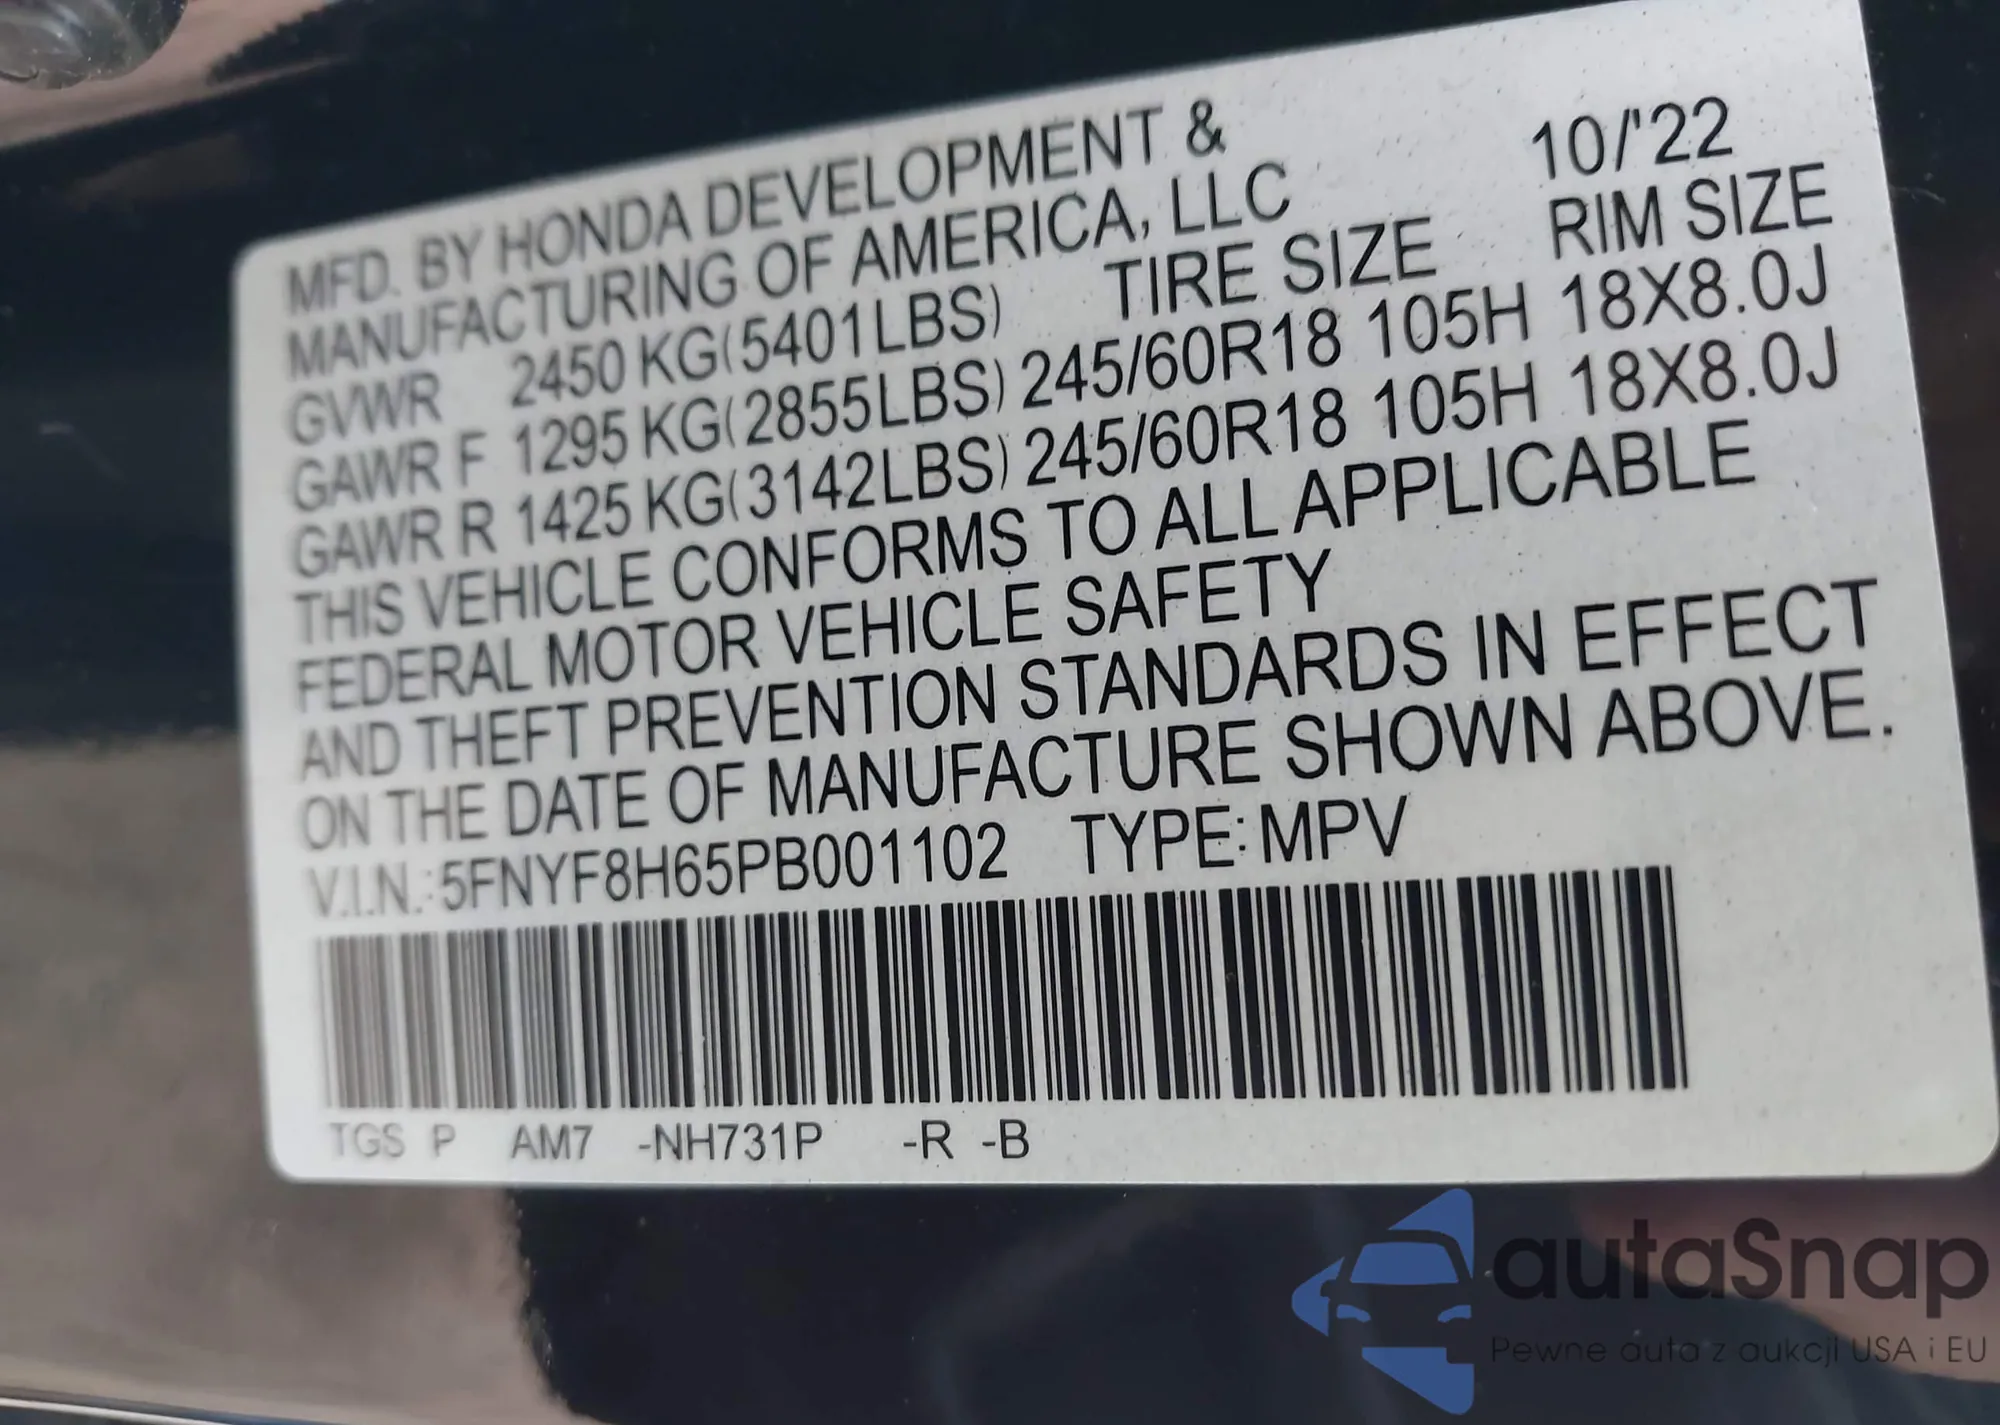 MFD. BY HONDA DEVELOPMENT &
MANUFACTURING OF AMERICA, LLC 10/'22
GVWR 2450 KG(5401LBS) TIRE SIZE RIM SIZE
GAWR F 1295 KG(2855LBS) 245/60R18 105H 18X8.0J
GAWR R 1425 KG(3142LBS) 245/60R18 105H 18X8.0J
THIS VEHICLE CONFORMS TO ALL APPLICABLE
FEDERAL MOTOR VEHICLE SAFETY
AND THEFT PREVENTION STANDARDS IN EFFECT
ON THE DATE OF MANUFACTURE SHOWN ABOVE.
V.I.N.:5FNYF8H65PB001102 TYPE:MPV
TGS P AM7 -NH731P -R -B
autaSnap
Pewne auta z aukcji USA i EU